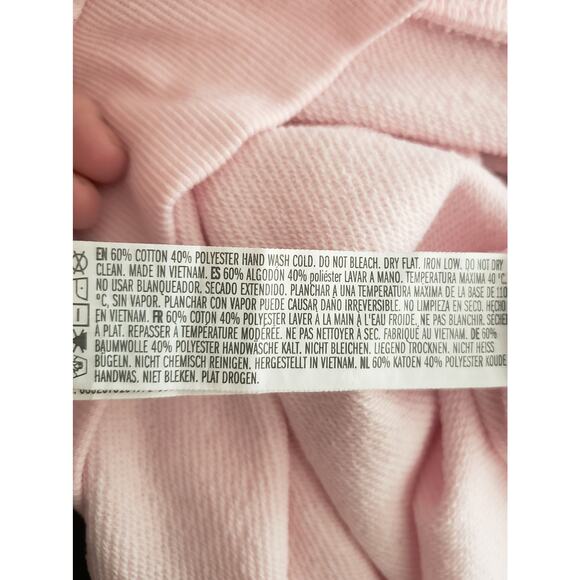 EN 60% COTTON 40% POLYESTER HAND WASH COLD. DO NOT BLEACH. DRY FLAT. IRON LOW. DO NOT DRY
CLEAN. MADE IN VIETNAM. ES 60% ALGODÓN 40% poliéster LAVAR A MANO. TEMPERATURA MÁXIMA 40 °C.
NO USAR BLANQUEADOR. SECADO EXTENDIDO. PLANCHAR A UNA TEMPERATURA MÁXIMA DE LA BASE DE 110
°C, SIN VAPOR. PLANCHAR CON VAPOR PUEDE CAUSAR DAÑO IRREVERSIBLE. NO LIMPIEZA EN SECO. HECHO
EN VIETNAM. FR 60% COTON 40% POLYESTER LAVER À LA MAIN À L'EAU FROIDE, NE PAS BLANCHIR. SÉCHER
À PLAT. REPASSER À TEMPÉRATURE MODÉRÉE. NE PAS NETTOYER À SEC. FABRIQUÉ AU VIETNAM. DE 60%
BAUMWOLLE 40% POLYESTER HANDWÄSCHE KALT. NICHT BLEICHEN. LIEGEND TROCKNEN. NICHT HEISS
BÜGELN. NICHT CHEMISCH REINIGEN. HERGESTELLT IN VIETNAM. NL 60% KATOEN 40% POLYESTER KOUDE
HANDWAS. NIET BLEKEN. PLAT DROGEN.